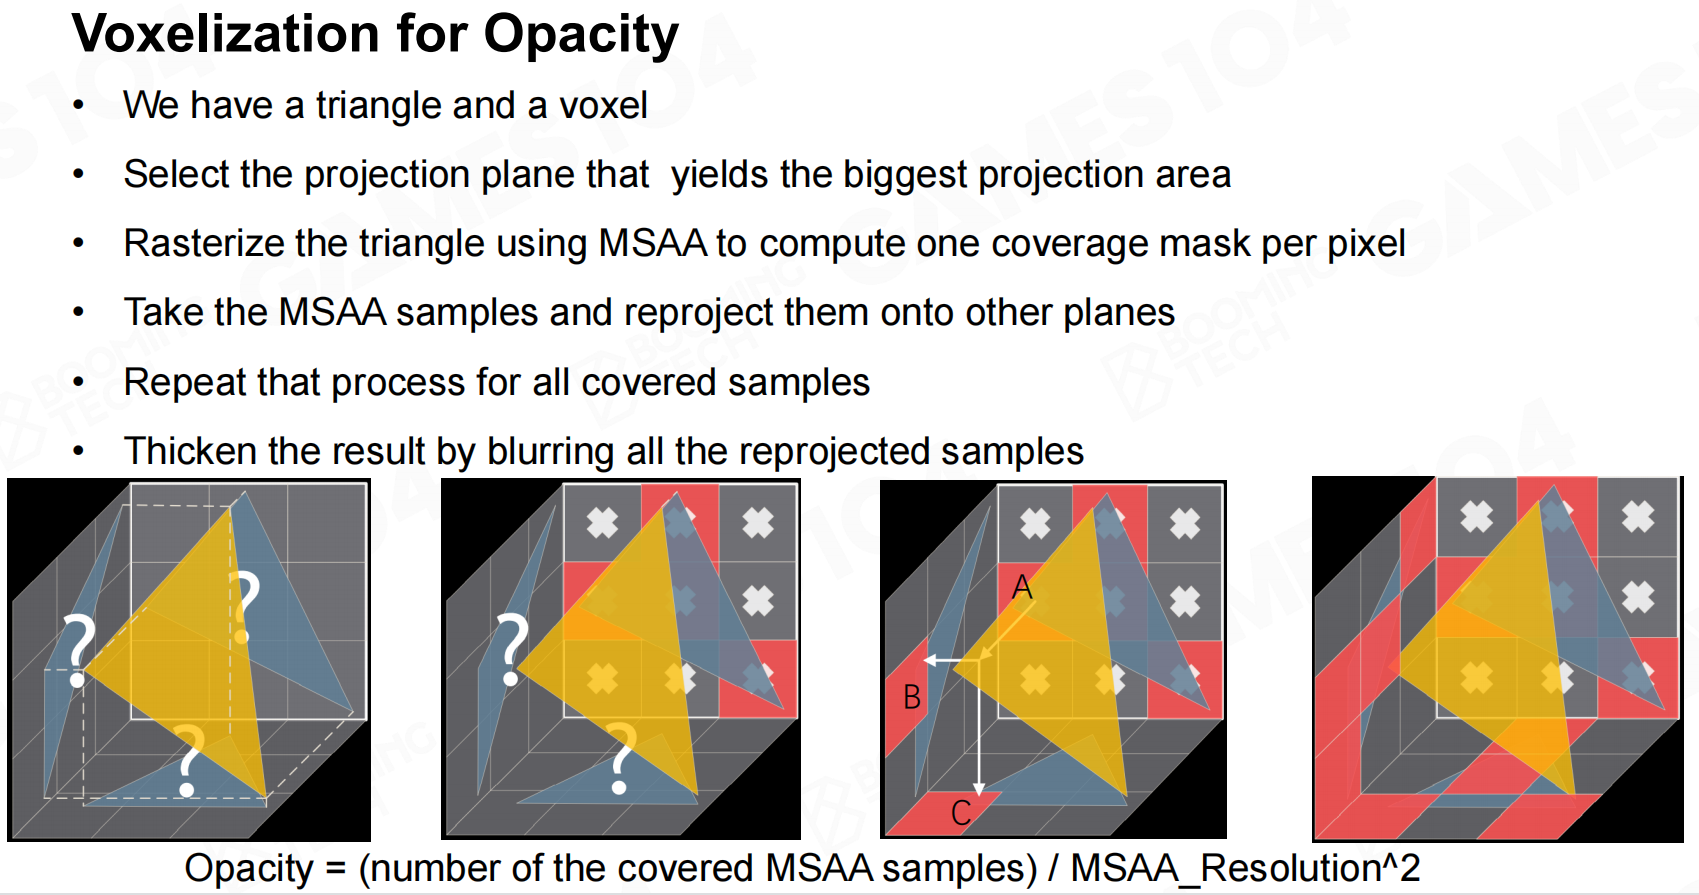 Voxelization for Opacity
• We have a triangle and a voxel
• Select the projection plane that  yields the biggest projection area
• Rasterize the triangle using MSAA to compute one coverage mask per pixel
• Take the MSAA samples and reproject them onto other planes
• Repeat that process for all covered samples
• Thicken the result by blurring all the reprojected samples
? ? ?
? ?
A
B
C
Opacity = (number of the covered MSAA samples) / MSAA_Resolution^2
GAMES104
BOOMING
TECH